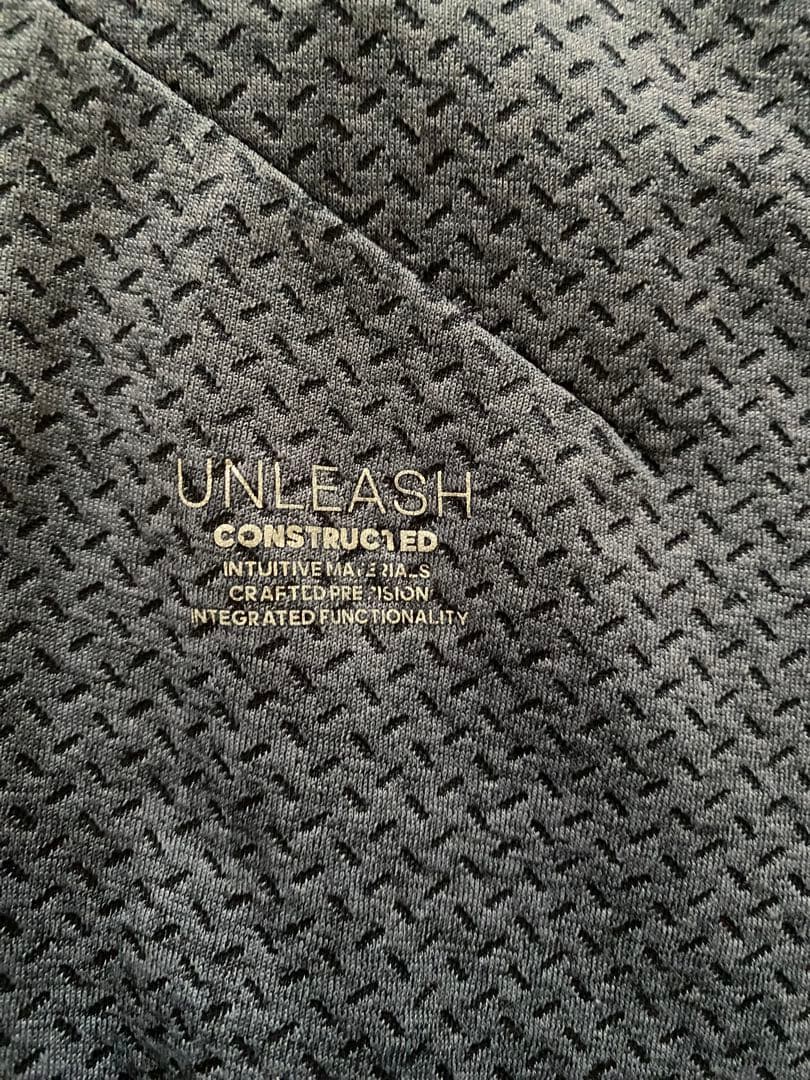 UNLEASH
CONSTRUCTED
INTUITIVE MATERIALS
CRAFTED PRECISION
INTEGRATED FUNCTIONALITY